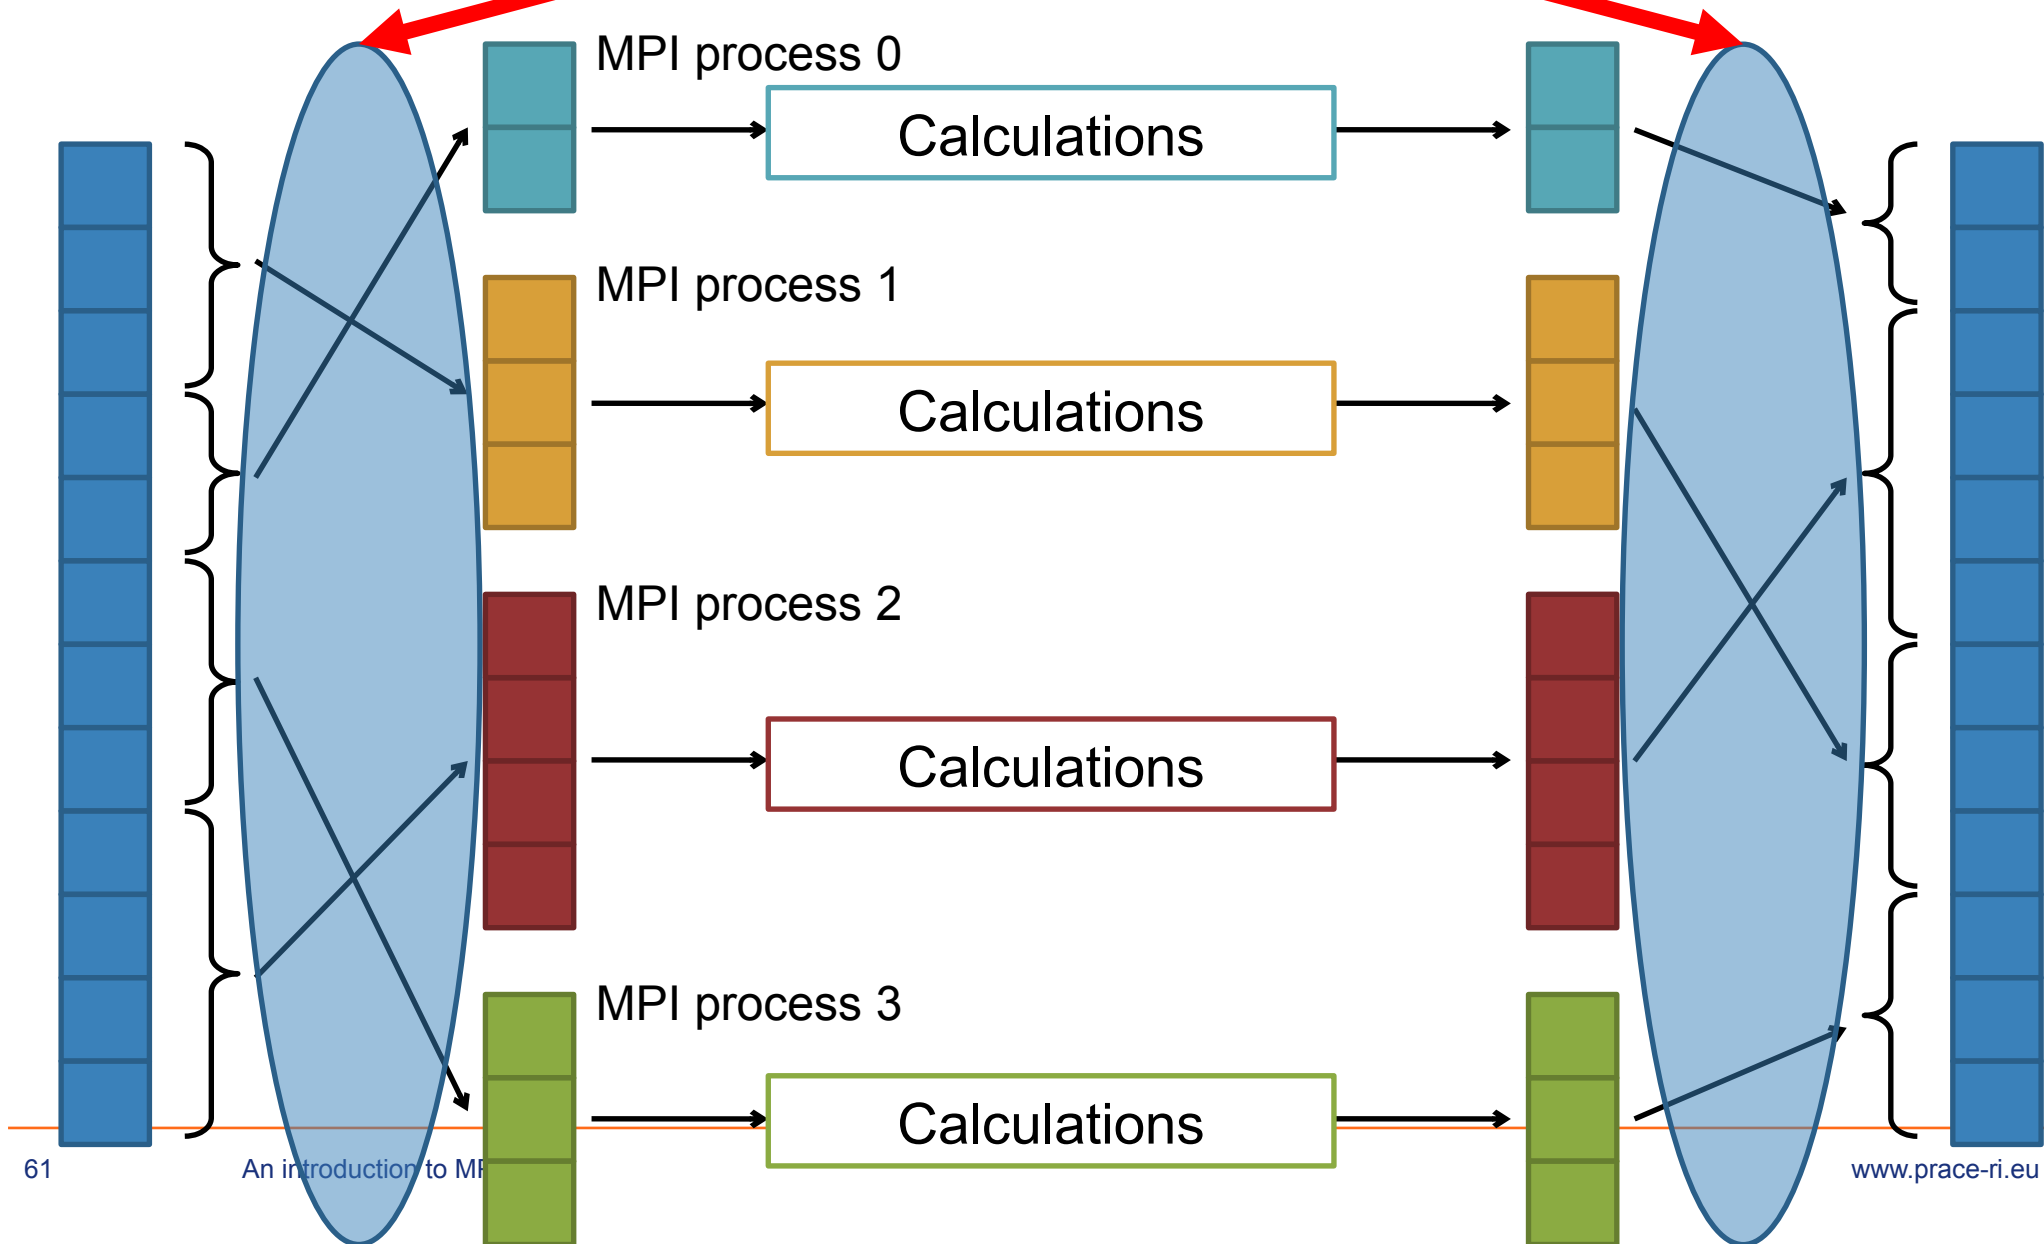 MPI process 0
Calculations
MPI process 1
Calculations
MPI process 2
Calculations
MPI process 3
Calculations
61
An introduction to
www.prace-ri.eu